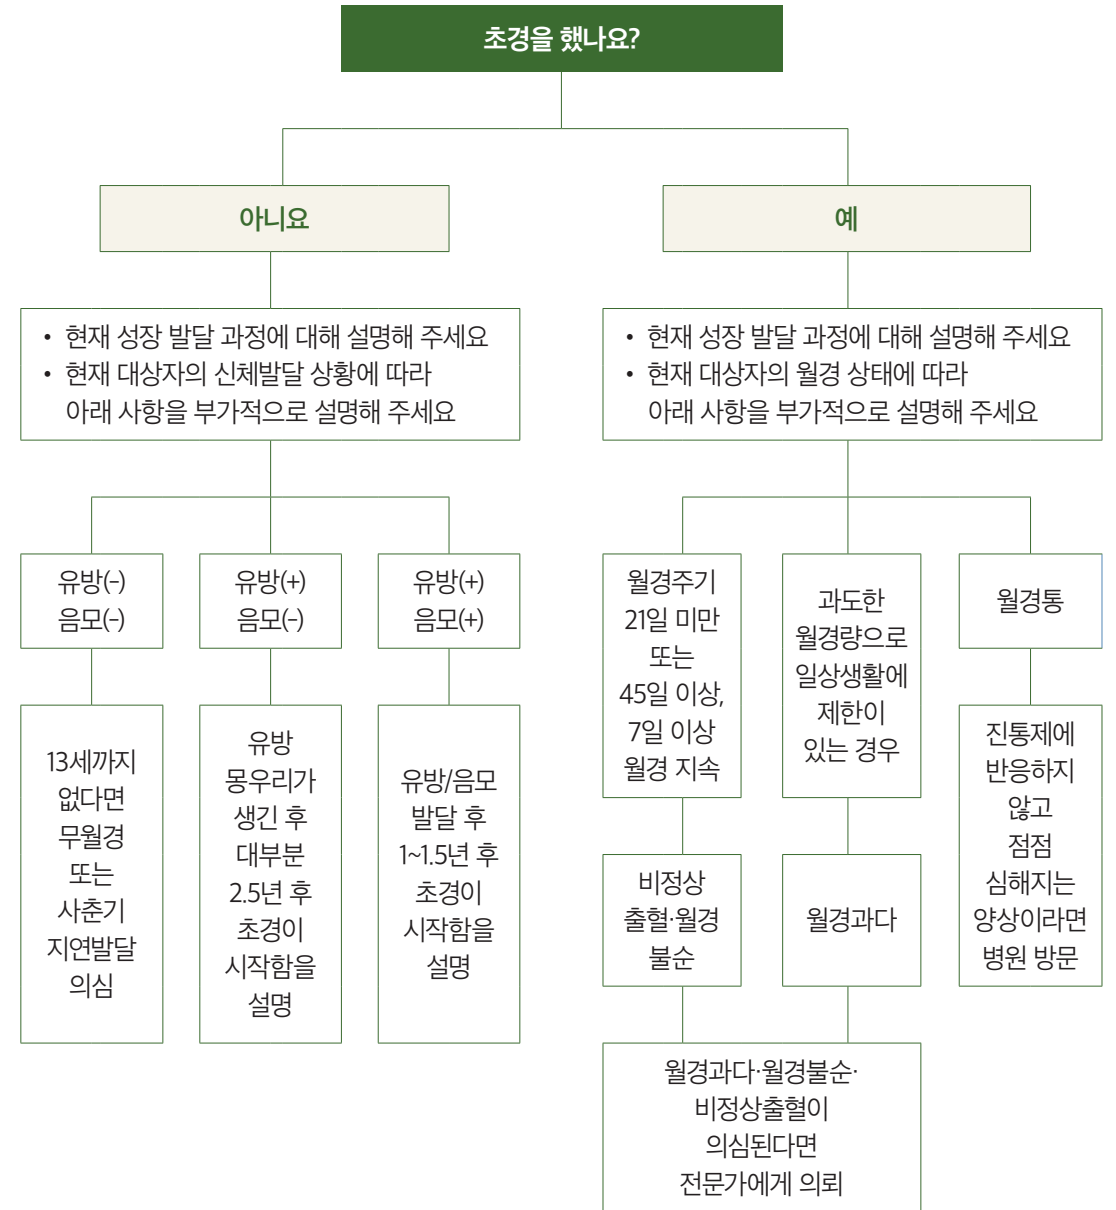 초경을 했나요?
아니요
예
• 현재 성장 발달 과정에 대해 설명해 주세요
• 현재 대상자의 신체발달 상황에 따라
아래 사항을 부가적으로 설명해 주세요
• 현재 성장 발달 과정에 대해 설명해 주세요
• 현재 대상자의 월경 상태에 따라
아래 사항을 부가적으로 설명해 주세요
유방(-)
음모(-)
유방(+)
음모(-)
유방(+)
음모(+)
13세까지
없다면
무월경
또는
사춘기
지연발달
의심
유방
몽우리가
생긴 후
대부분
2.5년 후
초경이
시작함을
설명
유방/음모
발달 후
1~1.5년 후
초경이
시작함을
설명
월경주기
21일 미만
또는
45일 이상,
7일 이상
월경 지속
과도한
월경량으로
일상생활에
제한이
있는 경우
월경통
비정상
출혈·월경
불순
월경과다
진통제에
반응하지
않고
점점
심해지는
양상이라면
병원 방문
월경과다·월경불순·
비정상출혈이
의심된다면
전문가에게 의뢰